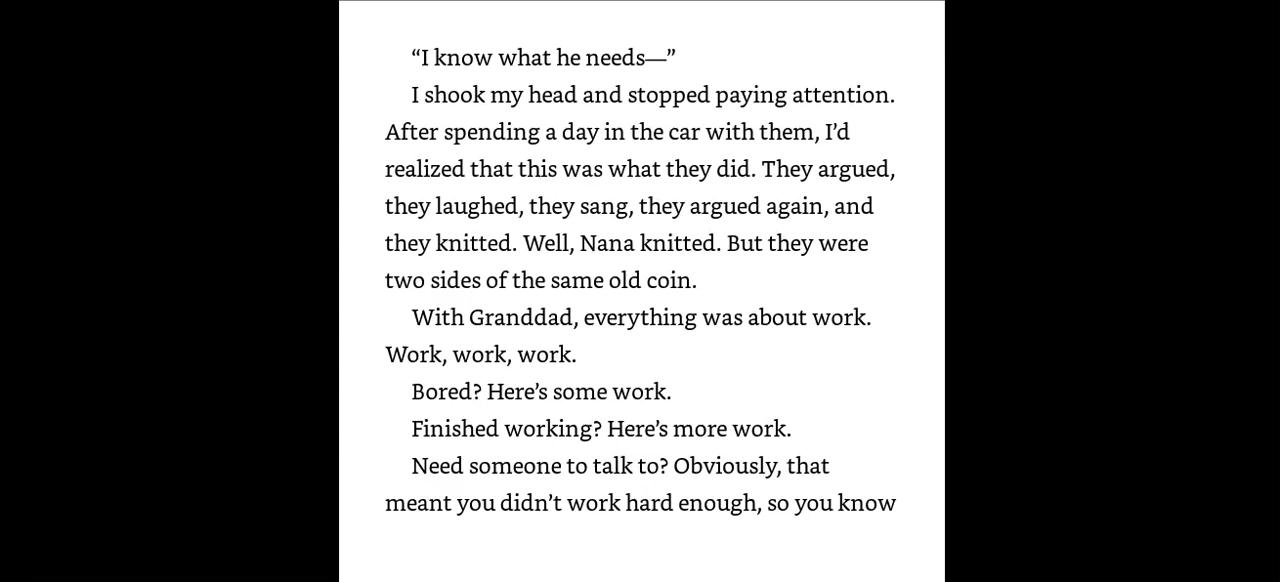 “I know what he needs—”
I shook my head and stopped paying attention.
After spending a day in the car with them, I’d
realized that this was what they did. They argued,
they laughed, they sang, they argued again, and
they knitted. Well, Nana knitted. But they were
two sides of the same old coin.
With Granddad, everything was about work.
Work, work, work.
Bored? Here’s some work.
Finished working? Here’s more work.
Need someone to talk to? Obviously, that
meant you didn’t work hard enough, so you know